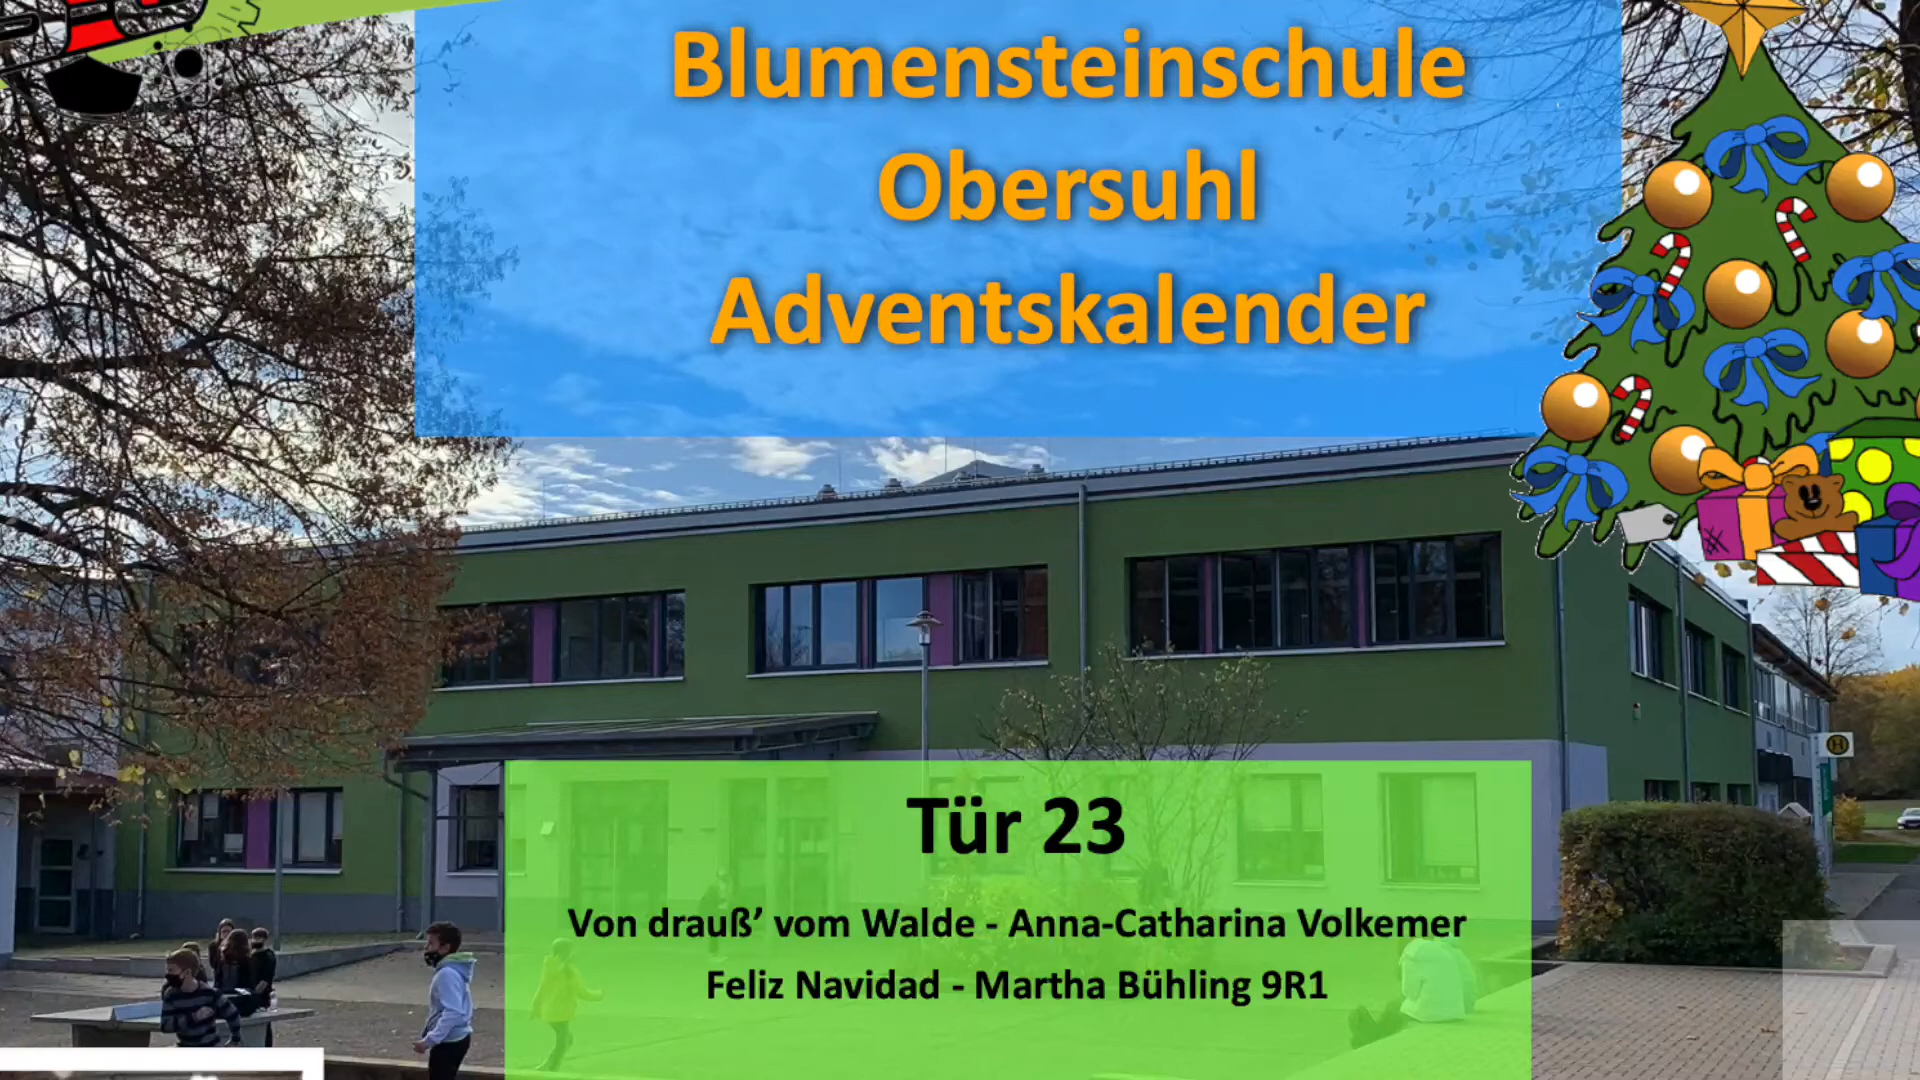 Blumensteinschule
Obersuhl
Adventskalender
H
Tür 23
Von drauß’ vom Walde - Anna-Catharina Volkemer
Feliz Navidad - Martha Bühling 9R1